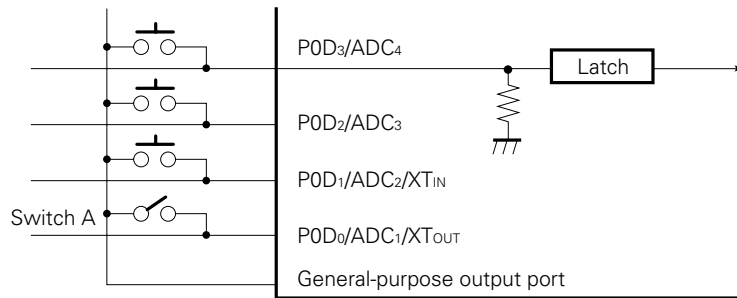 P0D₃/ADC₄
Latch
P0D₂/ADC₃
P0D₁/ADC₂/XTIN
Switch A
P0D₀/ADC₁/XTOUT
General-purpose output port